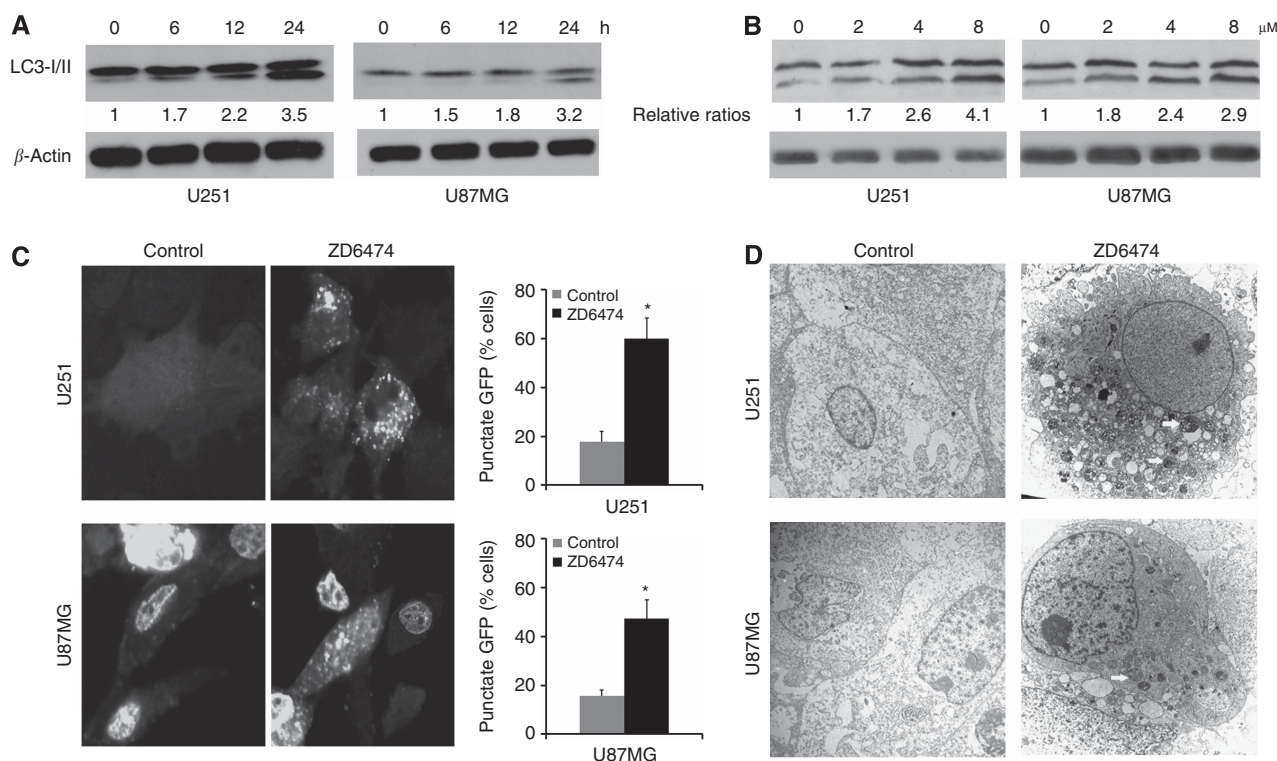 A
0 6 12 24 0 6 12 24 h
LC3-I/II
1 1.7 2.2 3.5 1 1.5 1.8 3.2
β-Actin
U251 U87MG
B
0 2 4 8 0 2 4 8 μM
Relative ratios 1 1.7 2.6 4.1 1 1.8 2.4 2.9
U251 U87MG
C
Control ZD6474
U251
U87MG
80
60
40
20
0
Punctate GFP (% cells)
Control
ZD6474
*
U251
80
60
40
20
0
Punctate GFP (% cells)
Control
ZD6474
*
U87MG
D
Control ZD6474
U251
U87MG